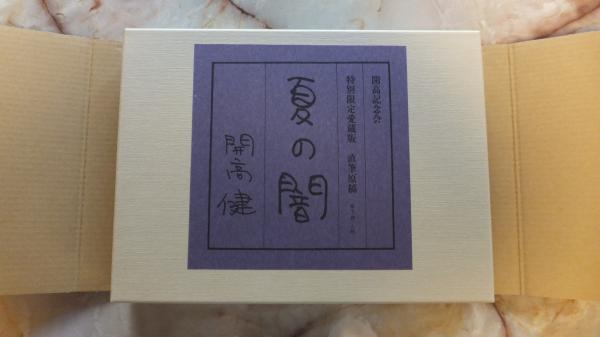 開高記念会
特別限定愛蔵版　直筆原稿
夏の闇
開高健